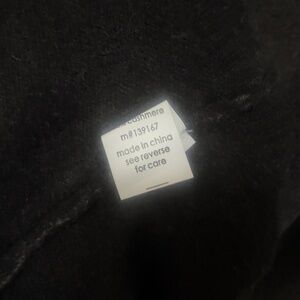 cashmere
m#139167
made in china
see reverse
for care